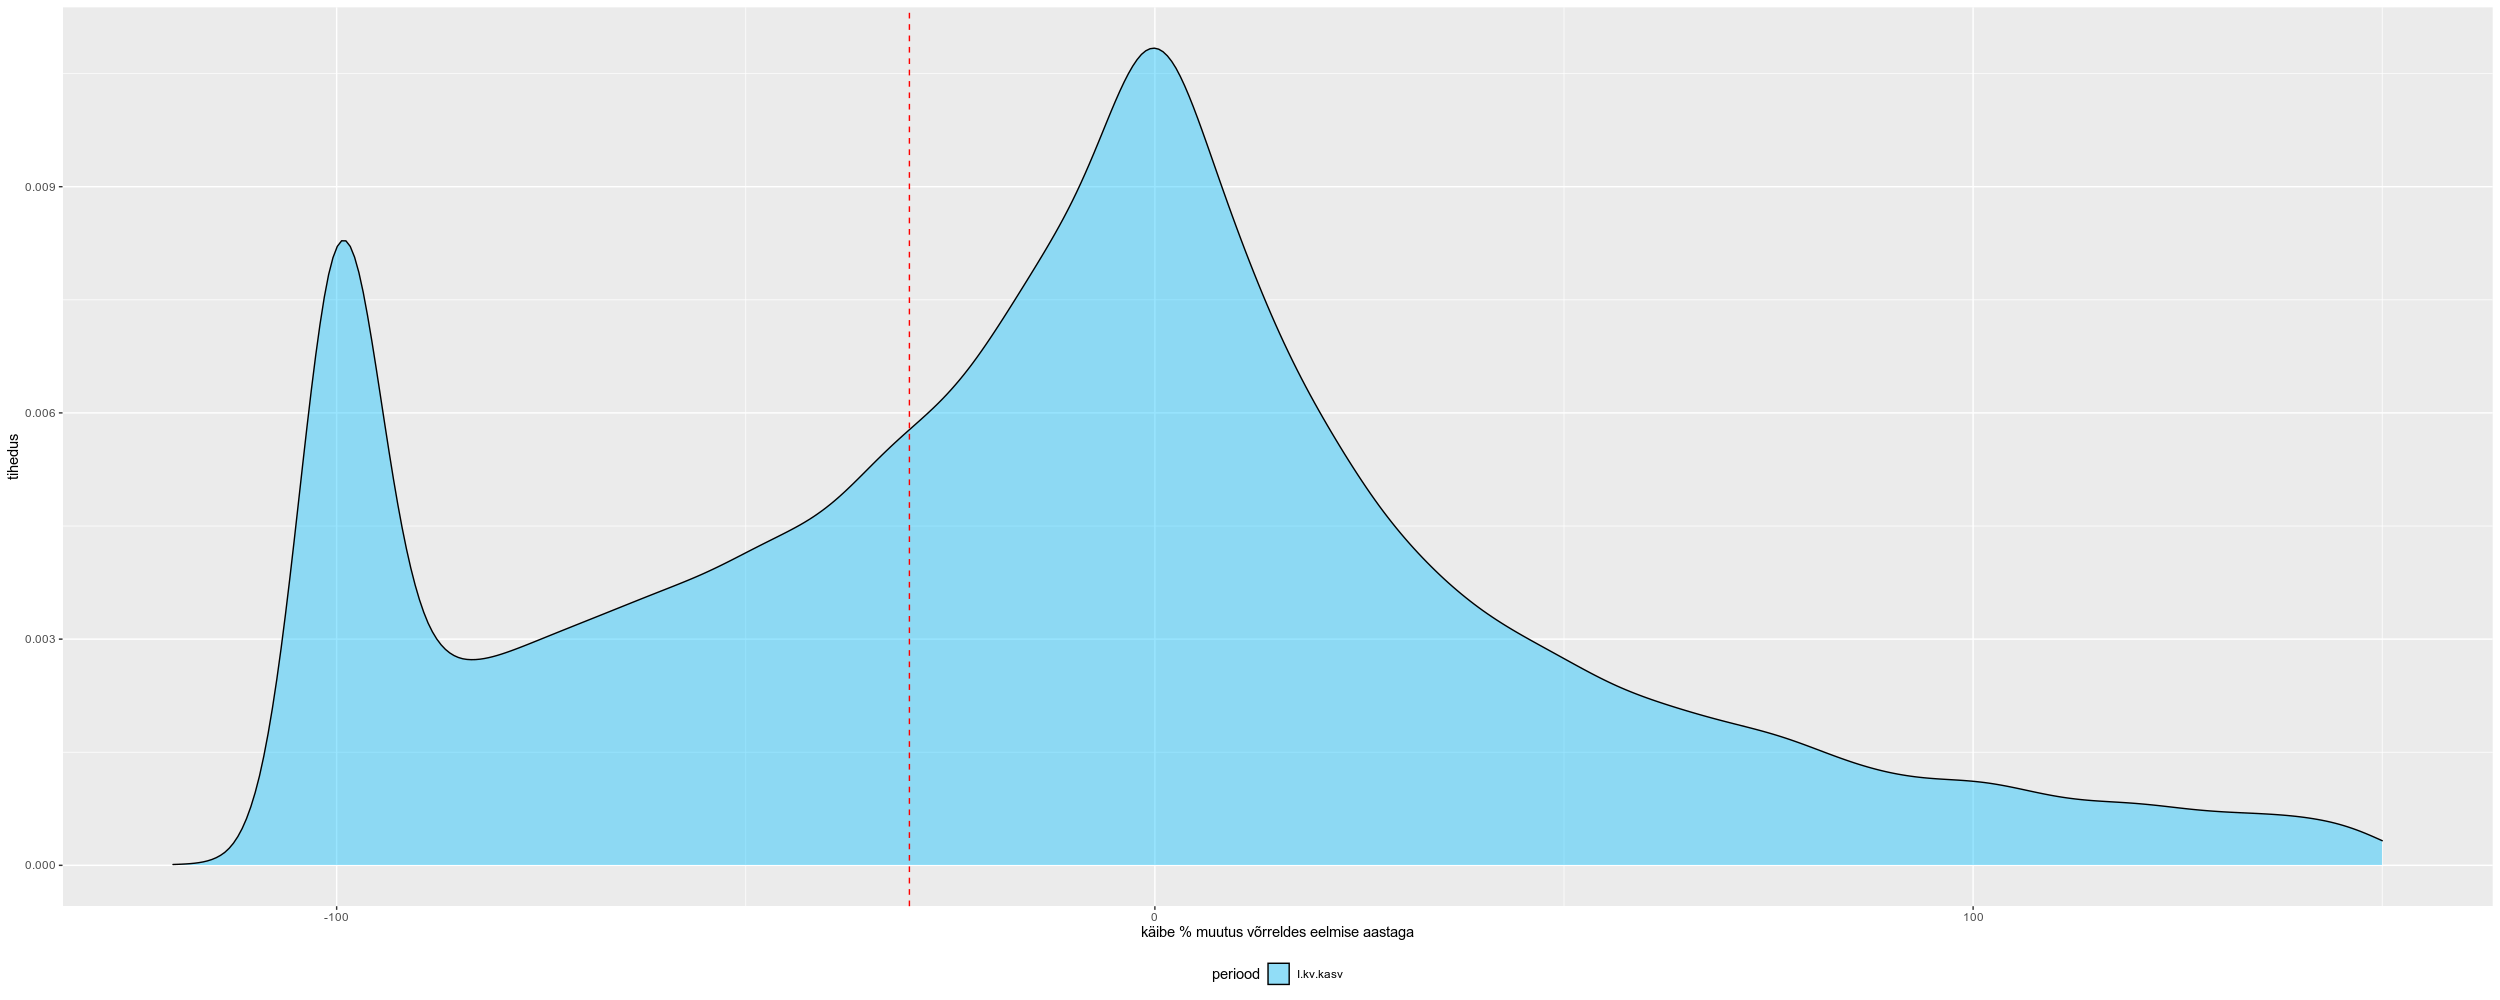 tihedus
0.009
0.006
0.003
0.000
-100
0
100
käibe % muutus võrreldes eelmise aastaga
periood
I.kv.kasv